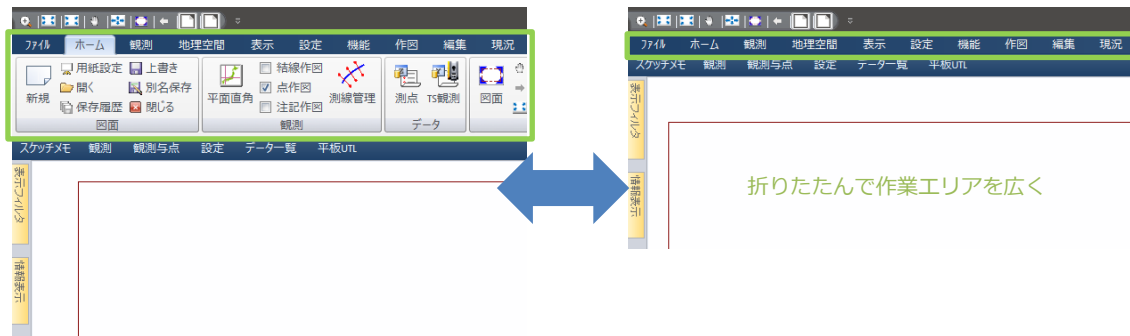 ファイル ホーム 観測 地理空間 表示 設定 機能 作図 編集 現況
新規 用紙設定 開く 保存履歴 上書き 別名保存 閉じる
平面直角 結線作図 点作図 注記作図 測線管理
測点 TS観測
図面
図面 観測 データ
スケッチメモ 観測 観測与点 設定 データ一覧 平板UTL
表示フィルタ
情報表示
ファイル ホーム 観測 地理空間 表示 設定 機能 作図 編集 現況
スケッチメモ 観測 観測与点 設定 データ一覧 平板UTL
表示フィルタ
情報表示
折りたたんで作業エリアを広く